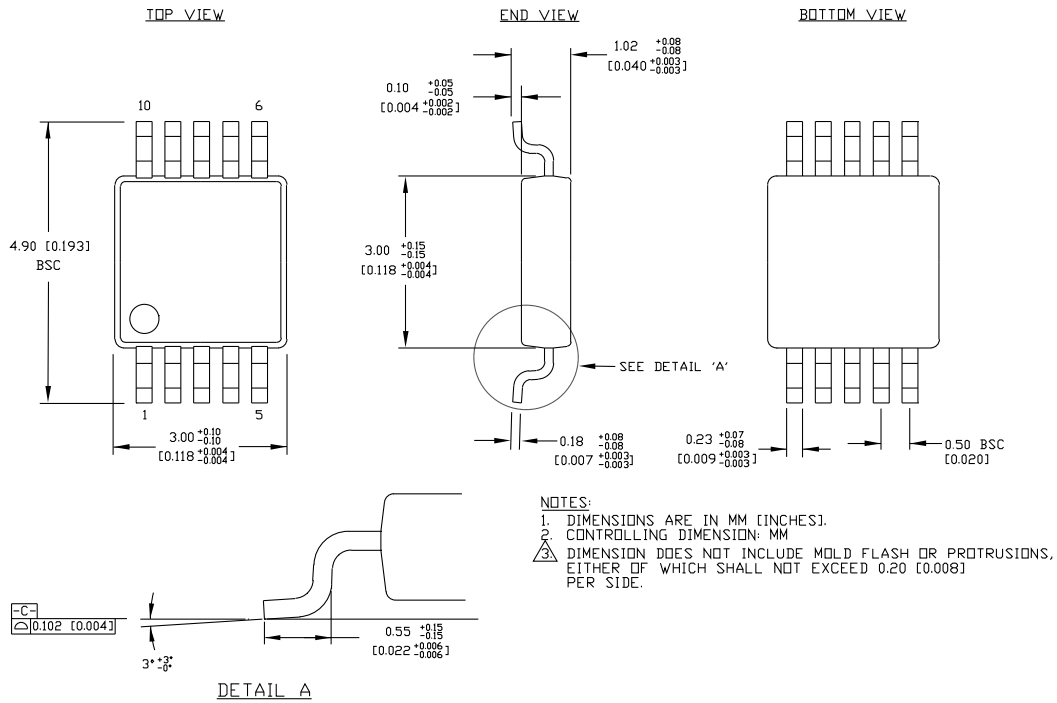 TOP VIEW
END VIEW
BOTTOM VIEW
1.02 +0.08 -0.08
[0.040 +0.003 -0.003]
0.10 +0.05 -0.05
[0.004 +0.002 -0.002]
10
6
4.90 [0.193]
BSC
3.00 +0.15 -0.15
[0.118 +0.004 -0.004]
SEE DETAIL 'A'
1
5
3.00 +0.10 -0.10
[0.118 +0.004 -0.004]
0.18 +0.08 -0.08
[0.007 +0.003 -0.003]
0.23 +0.07 -0.08
[0.009 +0.003 -0.003]
0.50 BSC
[0.020]
NOTES:
1. DIMENSIONS ARE IN MM [INCHES].
2. CONTROLLING DIMENSION: MM
3. DIMENSION DOES NOT INCLUDE MOLD FLASH OR PROTRUSIONS,
EITHER OF WHICH SHALL NOT EXCEED 0.20 [0.008]
PER SIDE.
-C-
0.102 [0.004]
3° +3° -0°
0.55 +0.15 -0.15
[0.022 +0.006 -0.006]
DETAIL A